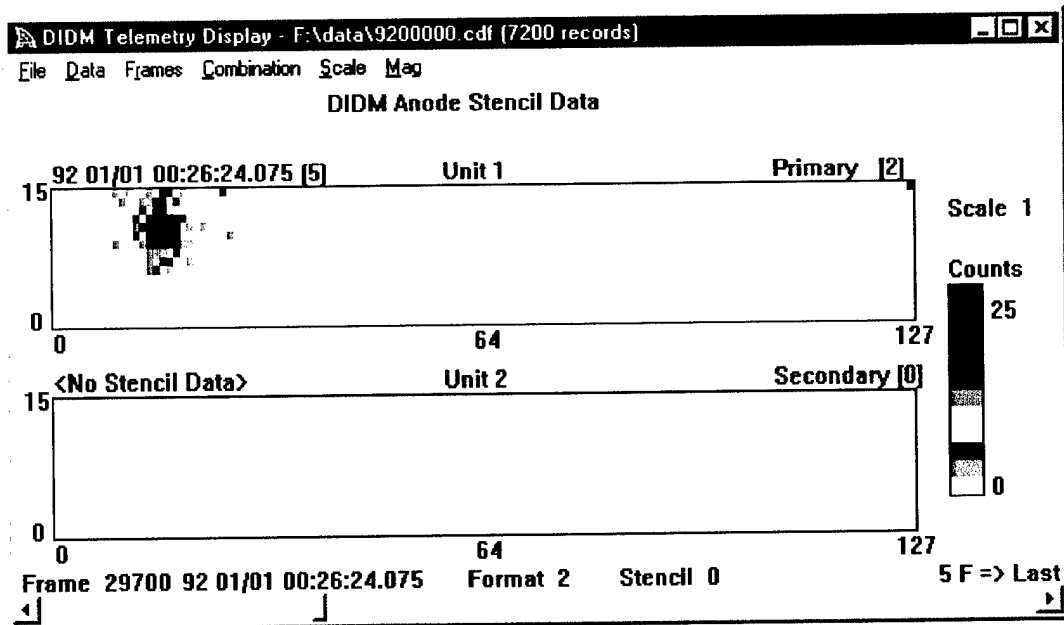 DIDM Telemetry Display - F:\data\9200000.cdf (7200 records)
File Data Frames Combination Scale Mag
DIDM Anode Stencil Data
92 01/01 00:26:24.075 [5] Unit 1 Primary [2]
15
Scale 1
Counts
25
0
0 64 127
<No Stencil Data> Unit 2 Secondary [0]
15
0
0
0 64 127
Frame 29700 92 01/01 00:26:24.075 Format 2 Stencil 0 5 F => Last